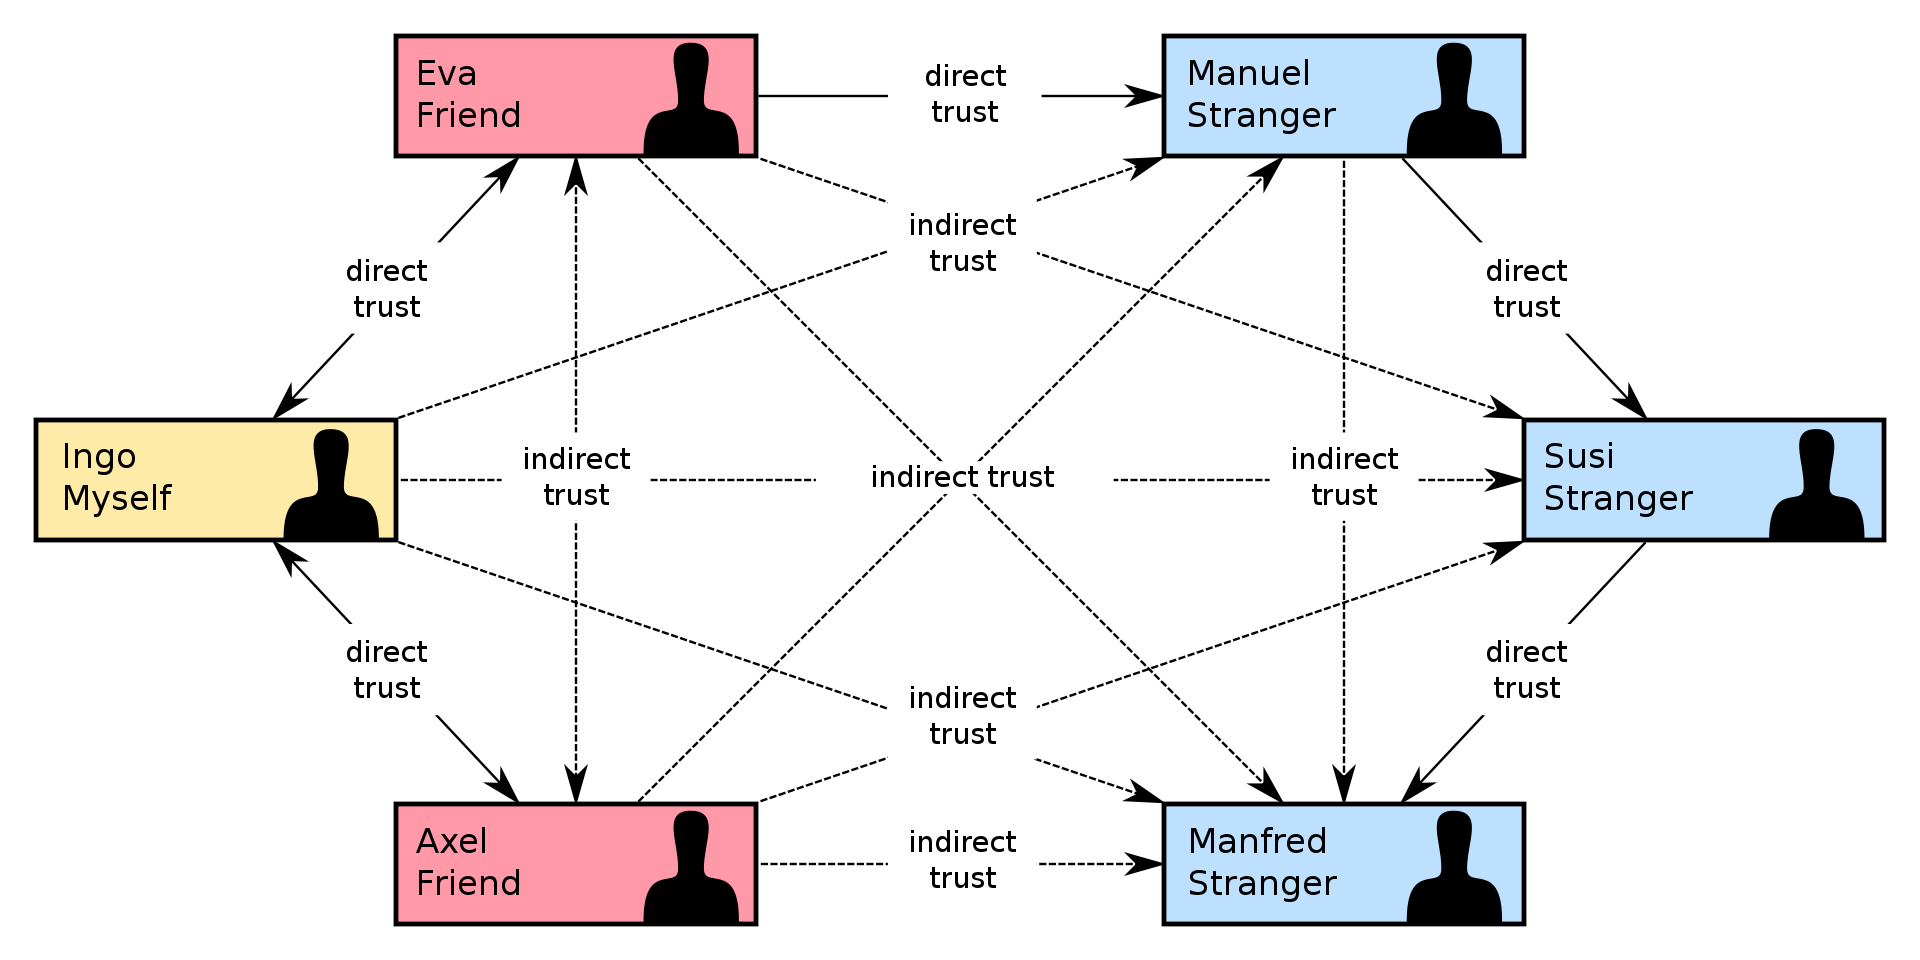 Eva
Friend
direct
trust
Manuel
Stranger
indirect
trust
direct
trust
direct
trust
Ingo
Myself
indirect
trust
indirect trust
indirect
trust
Susi
Stranger
direct
trust
indirect
trust
direct
trust
Axel
Friend
indirect
trust
Manfred
Stranger